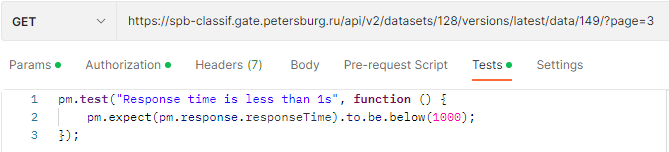 GET https://spb-classif.gate.petersburg.ru/api/v2/datasets/128/versions/latest/data/149/?page=3
Params Authorization Headers (7) Body Pre-request Script Tests Settings
1 pm.test("Response time is less than 1s", function () {
2 pm.expect(pm.response.responseTime).to.be.below(1000);
3 });